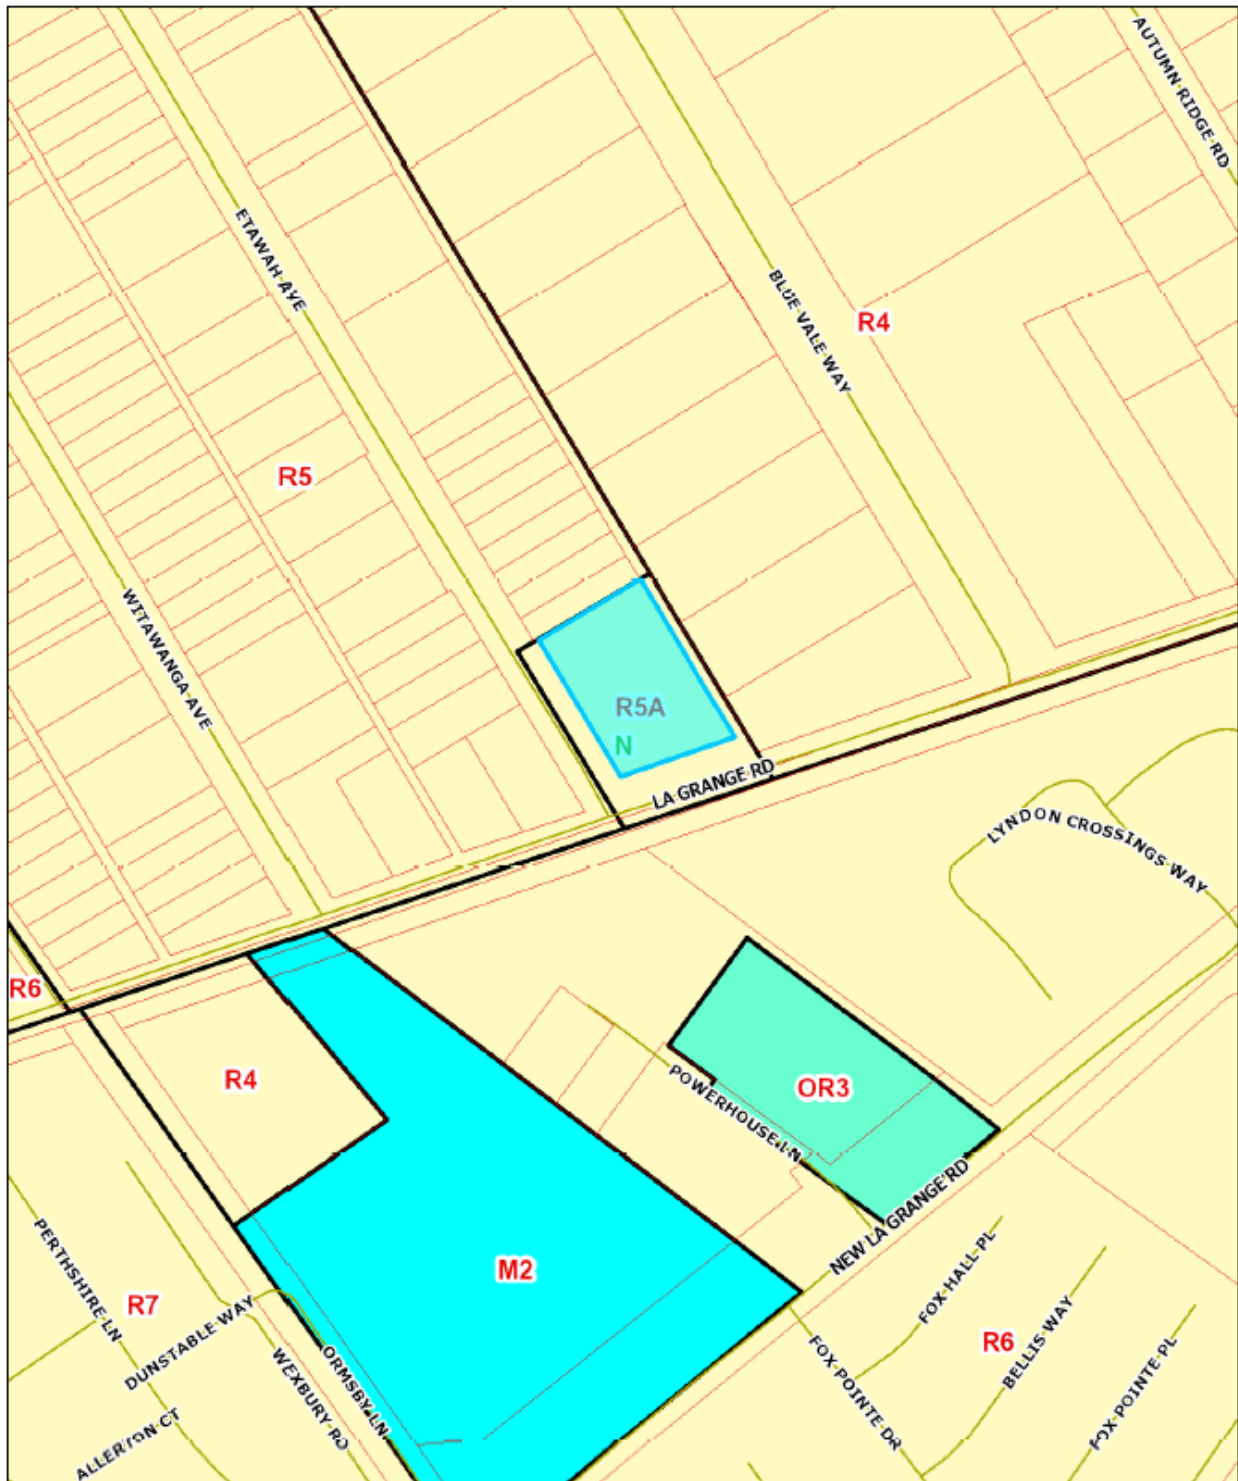 AUTUMN RIDGE RD
ETAWAH AVE
BLUE VALE WAY
R4
R5
WITAWANGA AVE
R5A
N
LA GRANGE RD
LYNDON CROSSINGS WAY
R6
R4
POWERHOUSE LN
OR3
NEW LA GRANGE RD
M2
PERTHSHIRE LN
R7
DUNSTABLE WAY
WEXBURY RD
ORMSBY LN
ALLERTON CT
FOX HALL PL
R6
BELLIS WAY
FOX POINTE DR
FOX POINTE PL